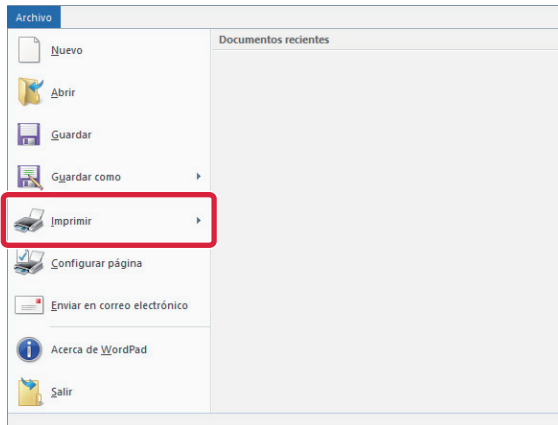 Archivo
Documentos recientes
Nuevo
Abrir
Guardar
Guardar como
Imprimir
Configurar página
Enviar en correo electrónico
Acerca de WordPad
Salir